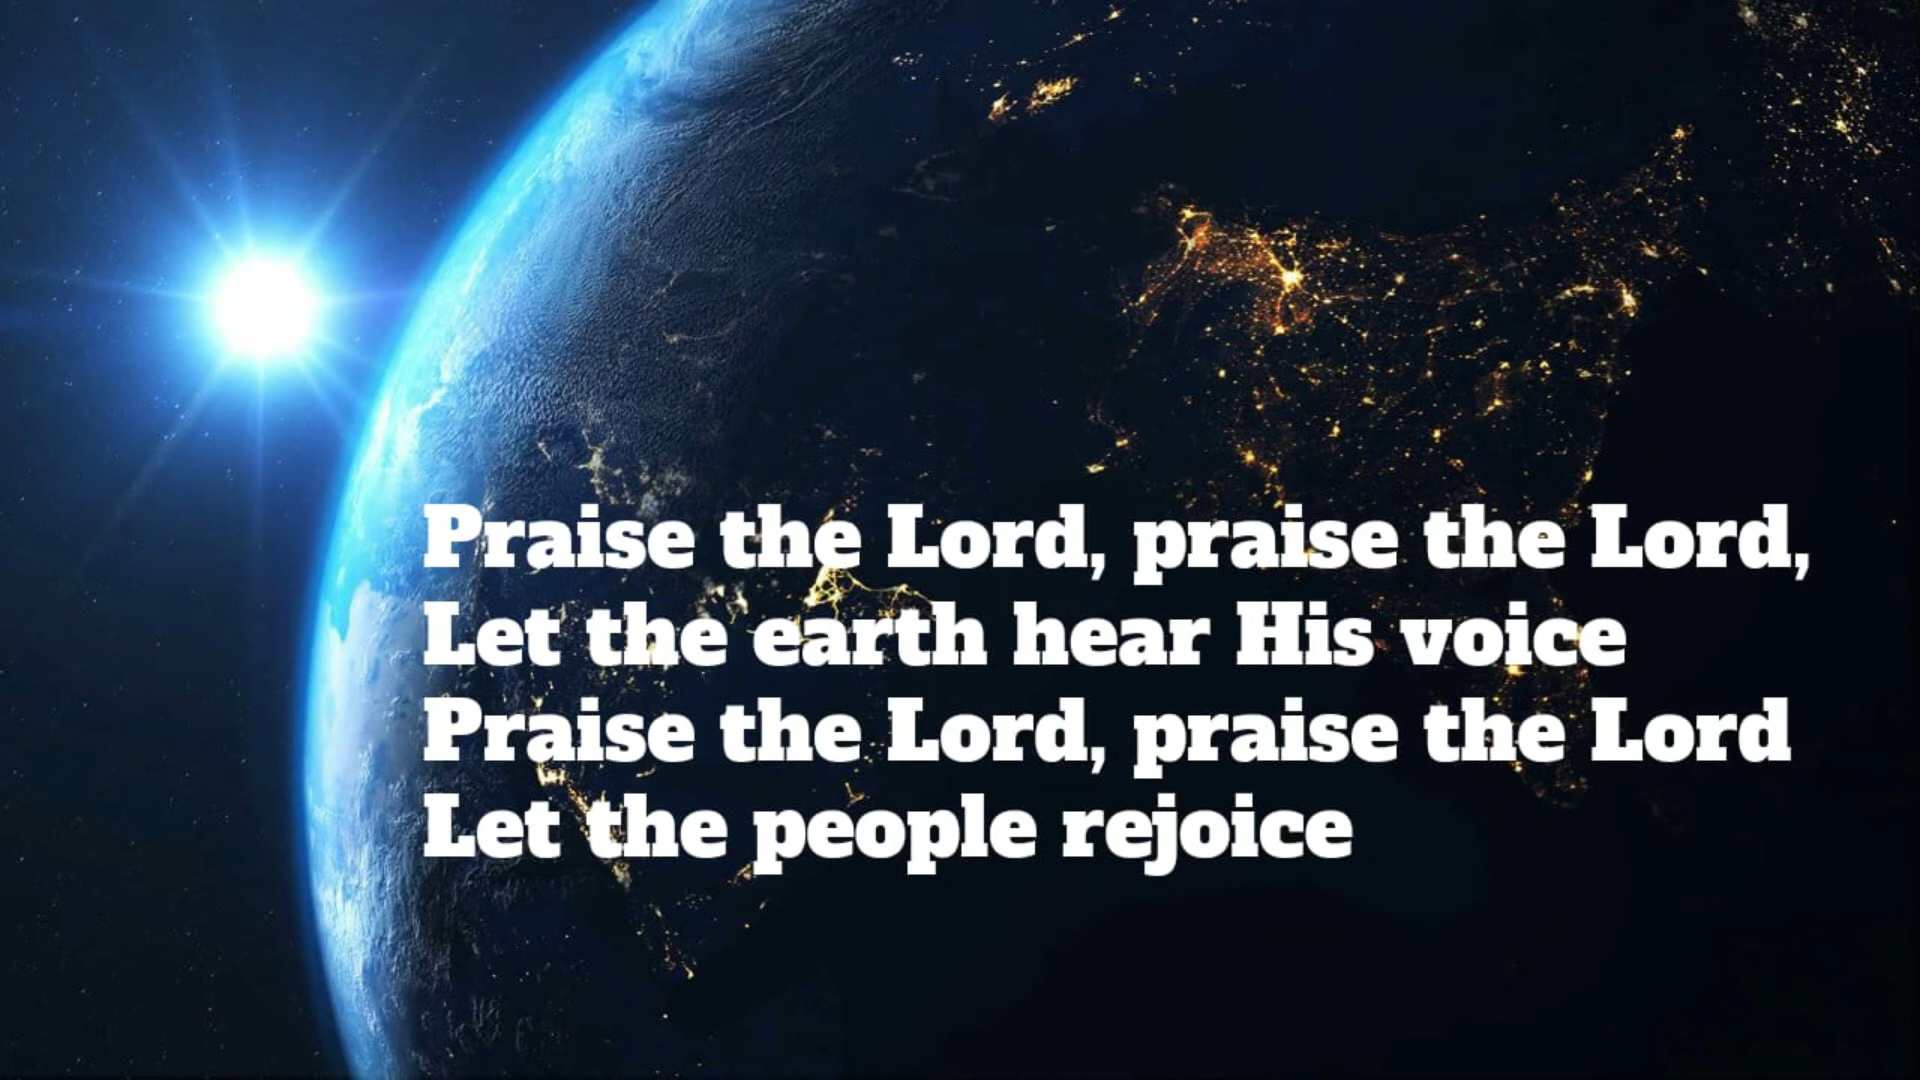 Praise the Lord, praise the Lord,
Let the earth hear His voice
Praise the Lord, praise the Lord
Let the people rejoice